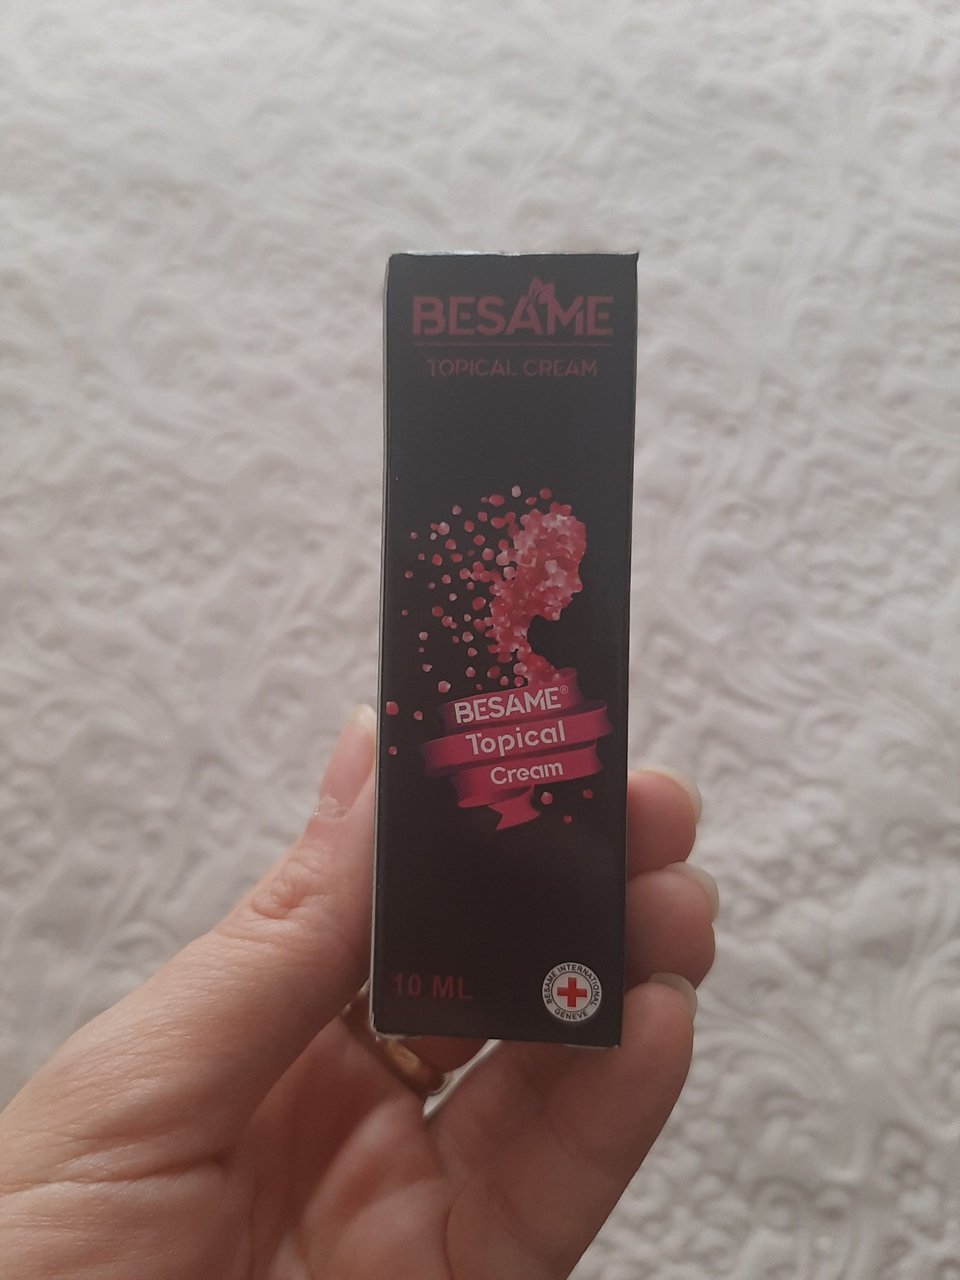 BESAME
TOPICAL CREAM
BESAME®
Topical
Cream
10 ML
BESAME INTERNATIONAL
GENEVE